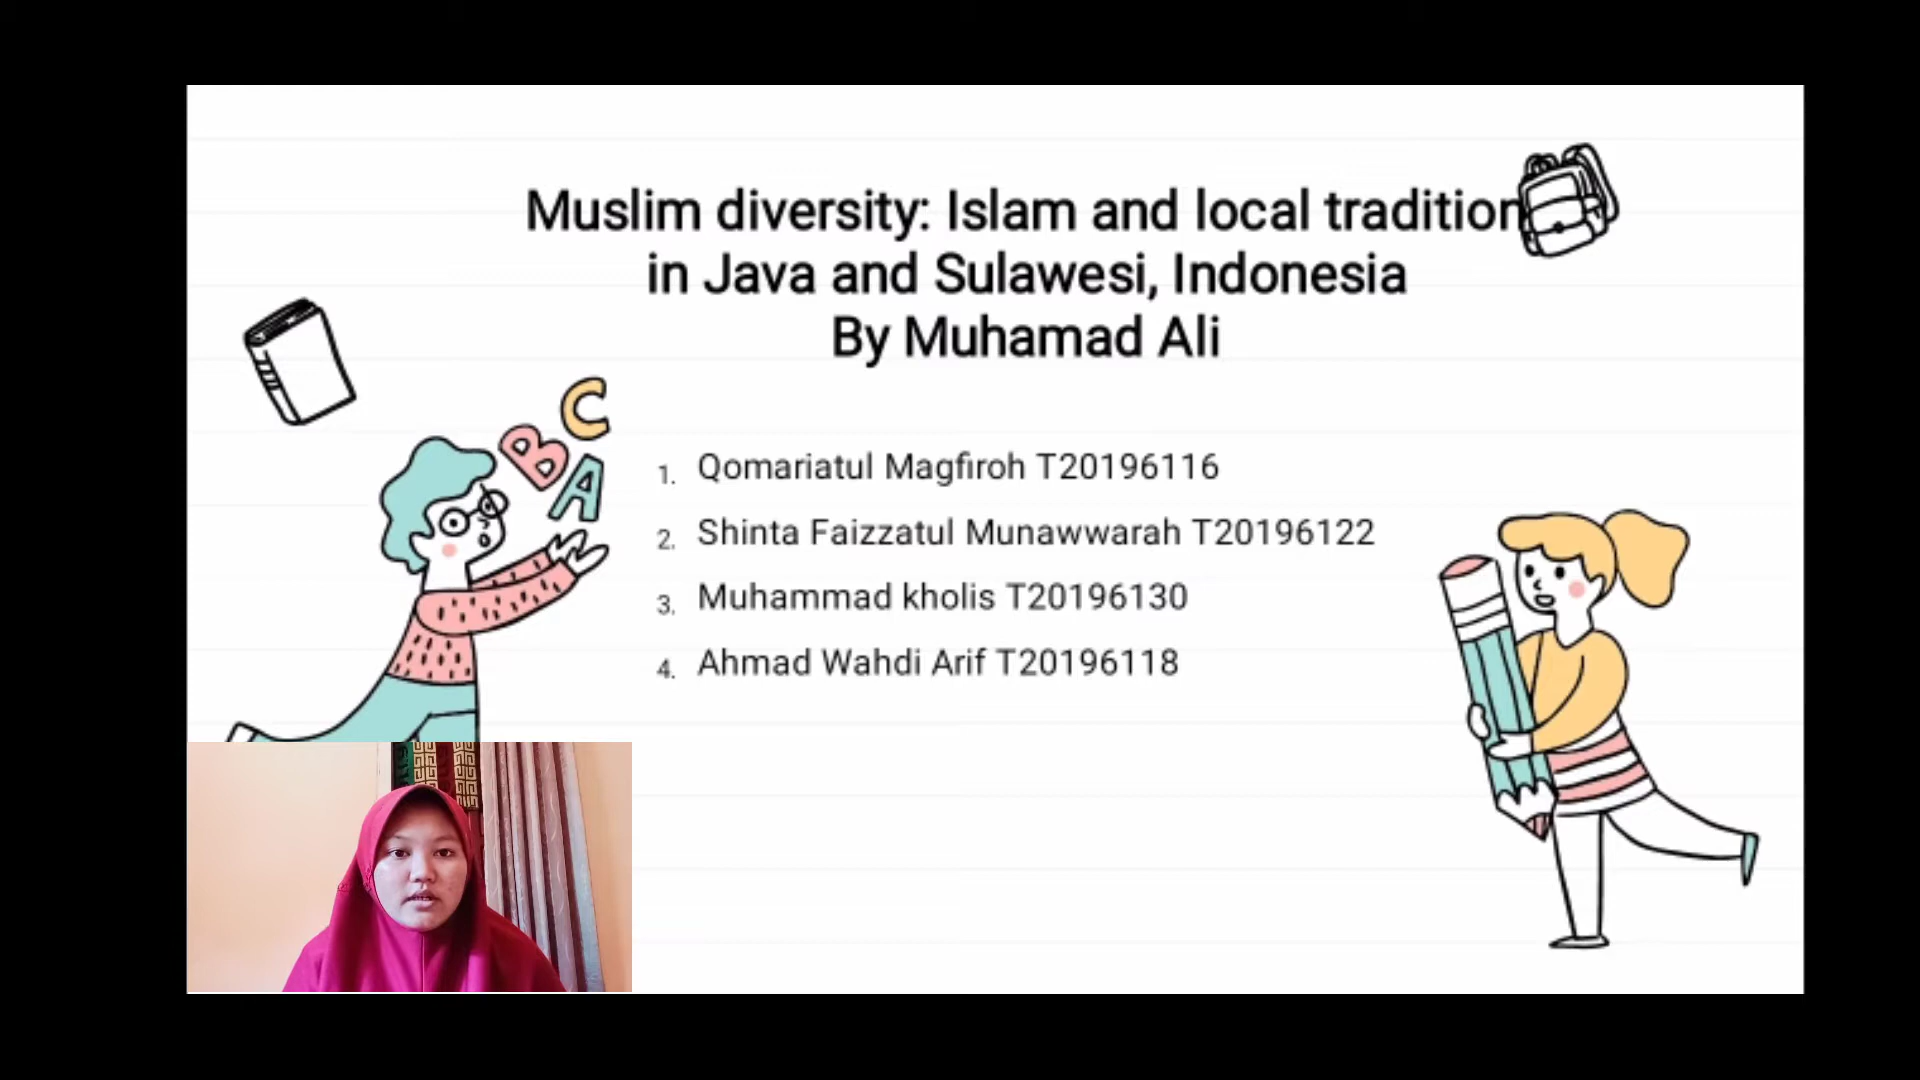 Muslim diversity: Islam and local tradition
in Java and Sulawesi, Indonesia
By Muhamad Ali
C
B
A
1. Qomariatul Magfiroh T20196116
2. Shinta Faizzatul Munawwarah T20196122
3. Muhammad kholis T20196130
4. Ahmad Wahdi Arif T20196118